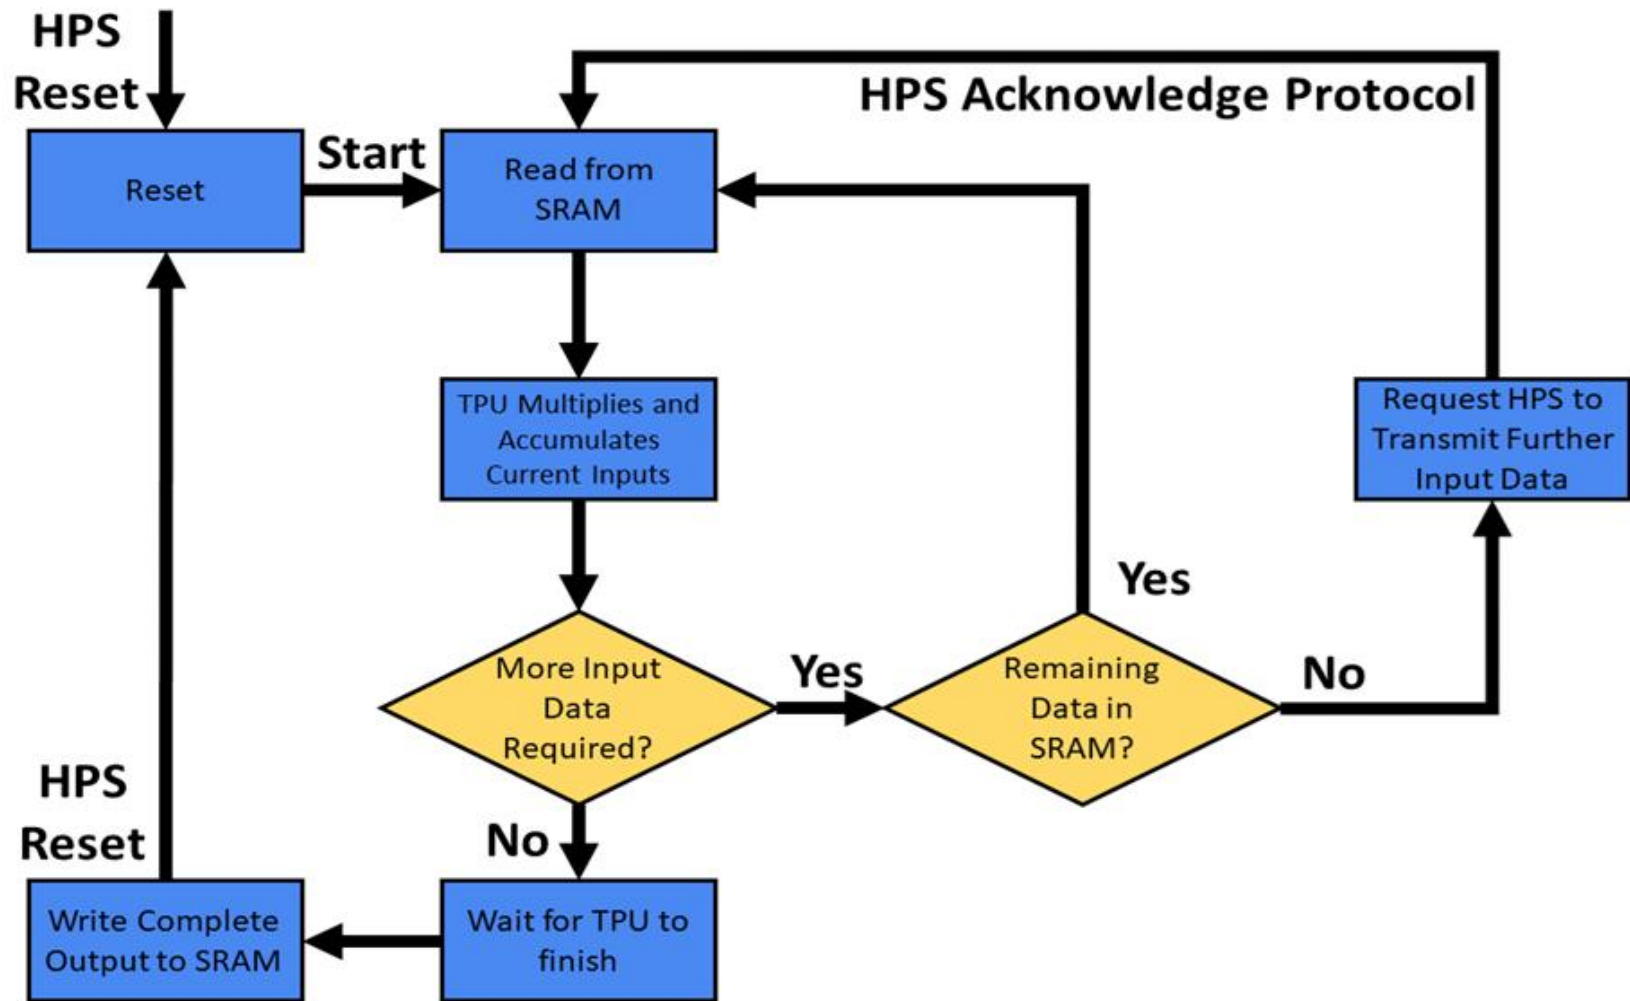 HPS
Reset
HPS Acknowledge Protocol
Reset
Start
Read from
SRAM
TPU Multiplies and
Accumulates
Current Inputs
Request HPS to
Transmit Further
Input Data
More Input
Data
Required?
Yes
Remaining
Data in
SRAM?
Yes
No
No
HPS
Reset
Write Complete
Output to SRAM
Wait for TPU to
finish